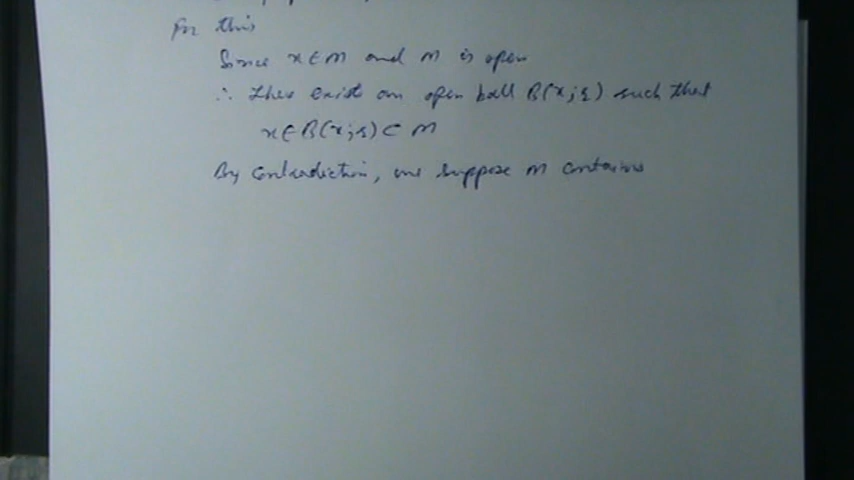 for this
Since x ∈ M and M is open
∴ there exist an open ball B(x; r) such that
x ∈ B(x; r) ⊂ M
By contradiction, we suppose M contains